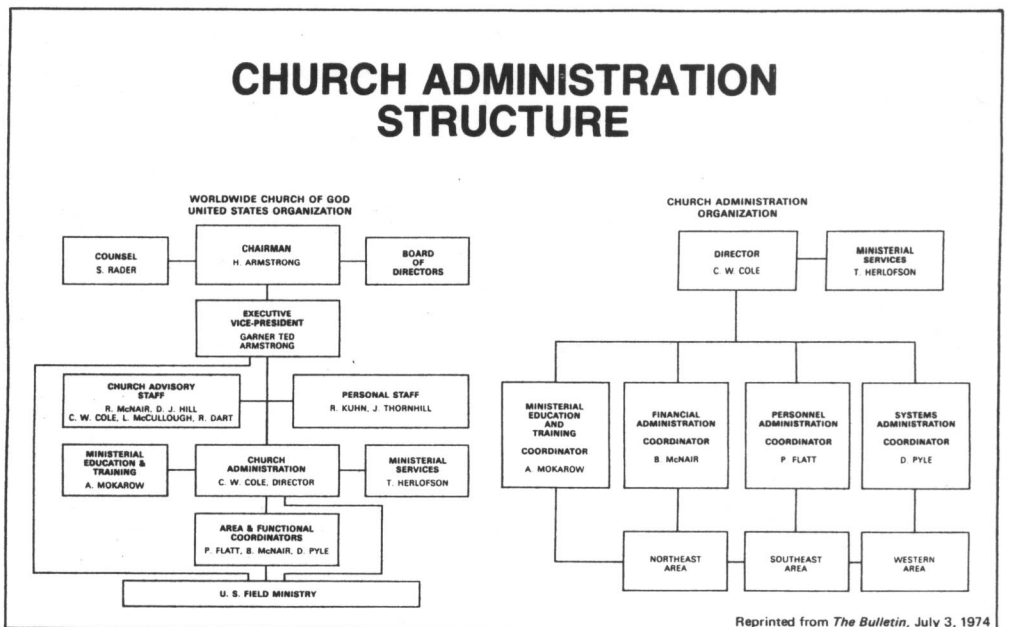 CHURCH ADMINISTRATION
STRUCTURE
WORLDWIDE CHURCH OF GOD
UNITED STATES ORGANIZATION
COUNSEL
S. RADER
CHAIRMAN
H. ARMSTRONG
BOARD
OF
DIRECTORS
EXECUTIVE
VICE-PRESIDENT
GARNER TED
ARMSTRONG
CHURCH ADVISORY
STAFF
R. McNAIR, D. J. HILL
C. W. COLE, L. McCULLOUGH, R. DART
PERSONAL STAFF
R. KUHN, J. THORNHILL
MINISTERIAL
EDUCATION &
TRAINING
A. MOKAROW
CHURCH
ADMINISTRATION
C. W. COLE, DIRECTOR
MINISTERIAL
SERVICES
T. HERLOFSON
AREA & FUNCTIONAL
COORDINATORS
P. FLATT, B. McNAIR, D. PYLE
U. S. FIELD MINISTRY
CHURCH ADMINISTRATION
ORGANIZATION
DIRECTOR
C. W. COLE
MINISTERIAL
SERVICES
T. HERLOFSON
MINISTERIAL
EDUCATION
AND
TRAINING
COORDINATOR
A. MOKAROW
FINANCIAL
ADMINISTRATION
COORDINATOR
B. McNAIR
PERSONNEL
ADMINISTRATION
COORDINATOR
P. FLATT
SYSTEMS
ADMINISTRATION
COORDINATOR
D. PYLE
NORTHEAST
AREA
SOUTHEAST
AREA
WESTERN
AREA
Reprinted from The Bulletin, July 3, 1974